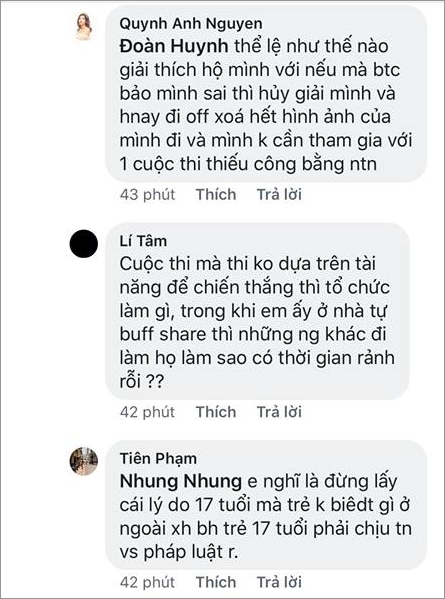 Quynh Anh Nguyen
Đoàn Huynh thể lệ như thế nào
giải thích hộ mình với nếu mà btc
bảo mình sai thì hủy giải mình và
hnay đi off xoá hết hình ảnh của
mình đi và mình k cần tham gia với
1 cuộc thi thiếu công bằng ntn
43 phút Thích Trả lời
Lí Tâm
Cuộc thi mà thi ko dựa trên tài
năng để chiến thắng thì tổ chức
làm gì, trong khi em ấy ở nhà tự
buff share thì những ng khác đi
làm họ làm sao có thời gian rảnh
rỗi ??
42 phút Thích Trả lời
Tiên Phạm
Nhung Nhung e nghĩ là đừng lấy
cái lý do 17 tuổi mà trẻ k biêdt gì ở
ngoài xh bh trẻ 17 tuổi phải chịu tn
vs pháp luật r.
42 phút Thích Trả lời